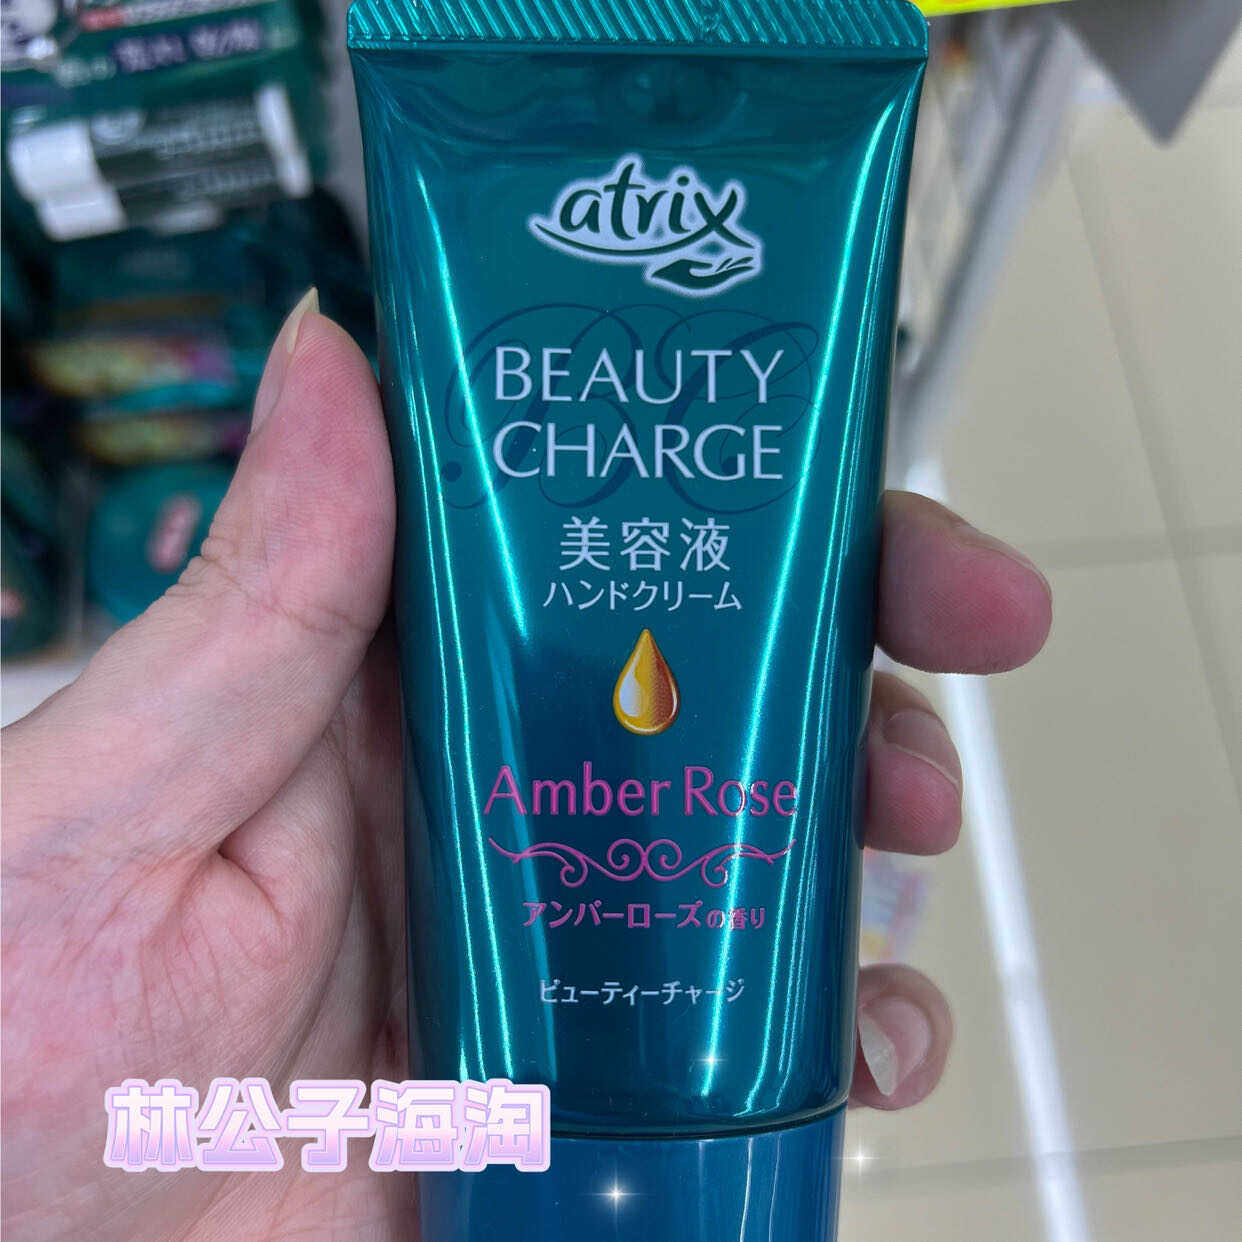 atrix
BEAUTY
CHARGE
美容液
ハンドクリーム
Amber Rose
アンバーローズの香り
ビューティーチャージ
林公子海淘